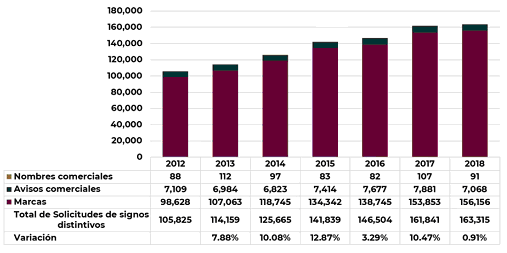 180,000
160,000
140,000
120,000
100,000
80,000
60,000
40,000
20,000
0
2012 2013 2014 2015 2016 2017 2018
Nombres comerciales 88 112 97 83 82 107 91
Avisos comerciales 7,109 6,984 6,823 7,414 7,677 7,881 7,068
Marcas 98,628 107,063 118,745 134,342 138,745 153,853 156,156
Total de Solicitudes de signos
distintivos 105,825 114,159 125,665 141,839 146,504 161,841 163,315
Variación 7.88% 10.08% 12.87% 3.29% 10.47% 0.91%